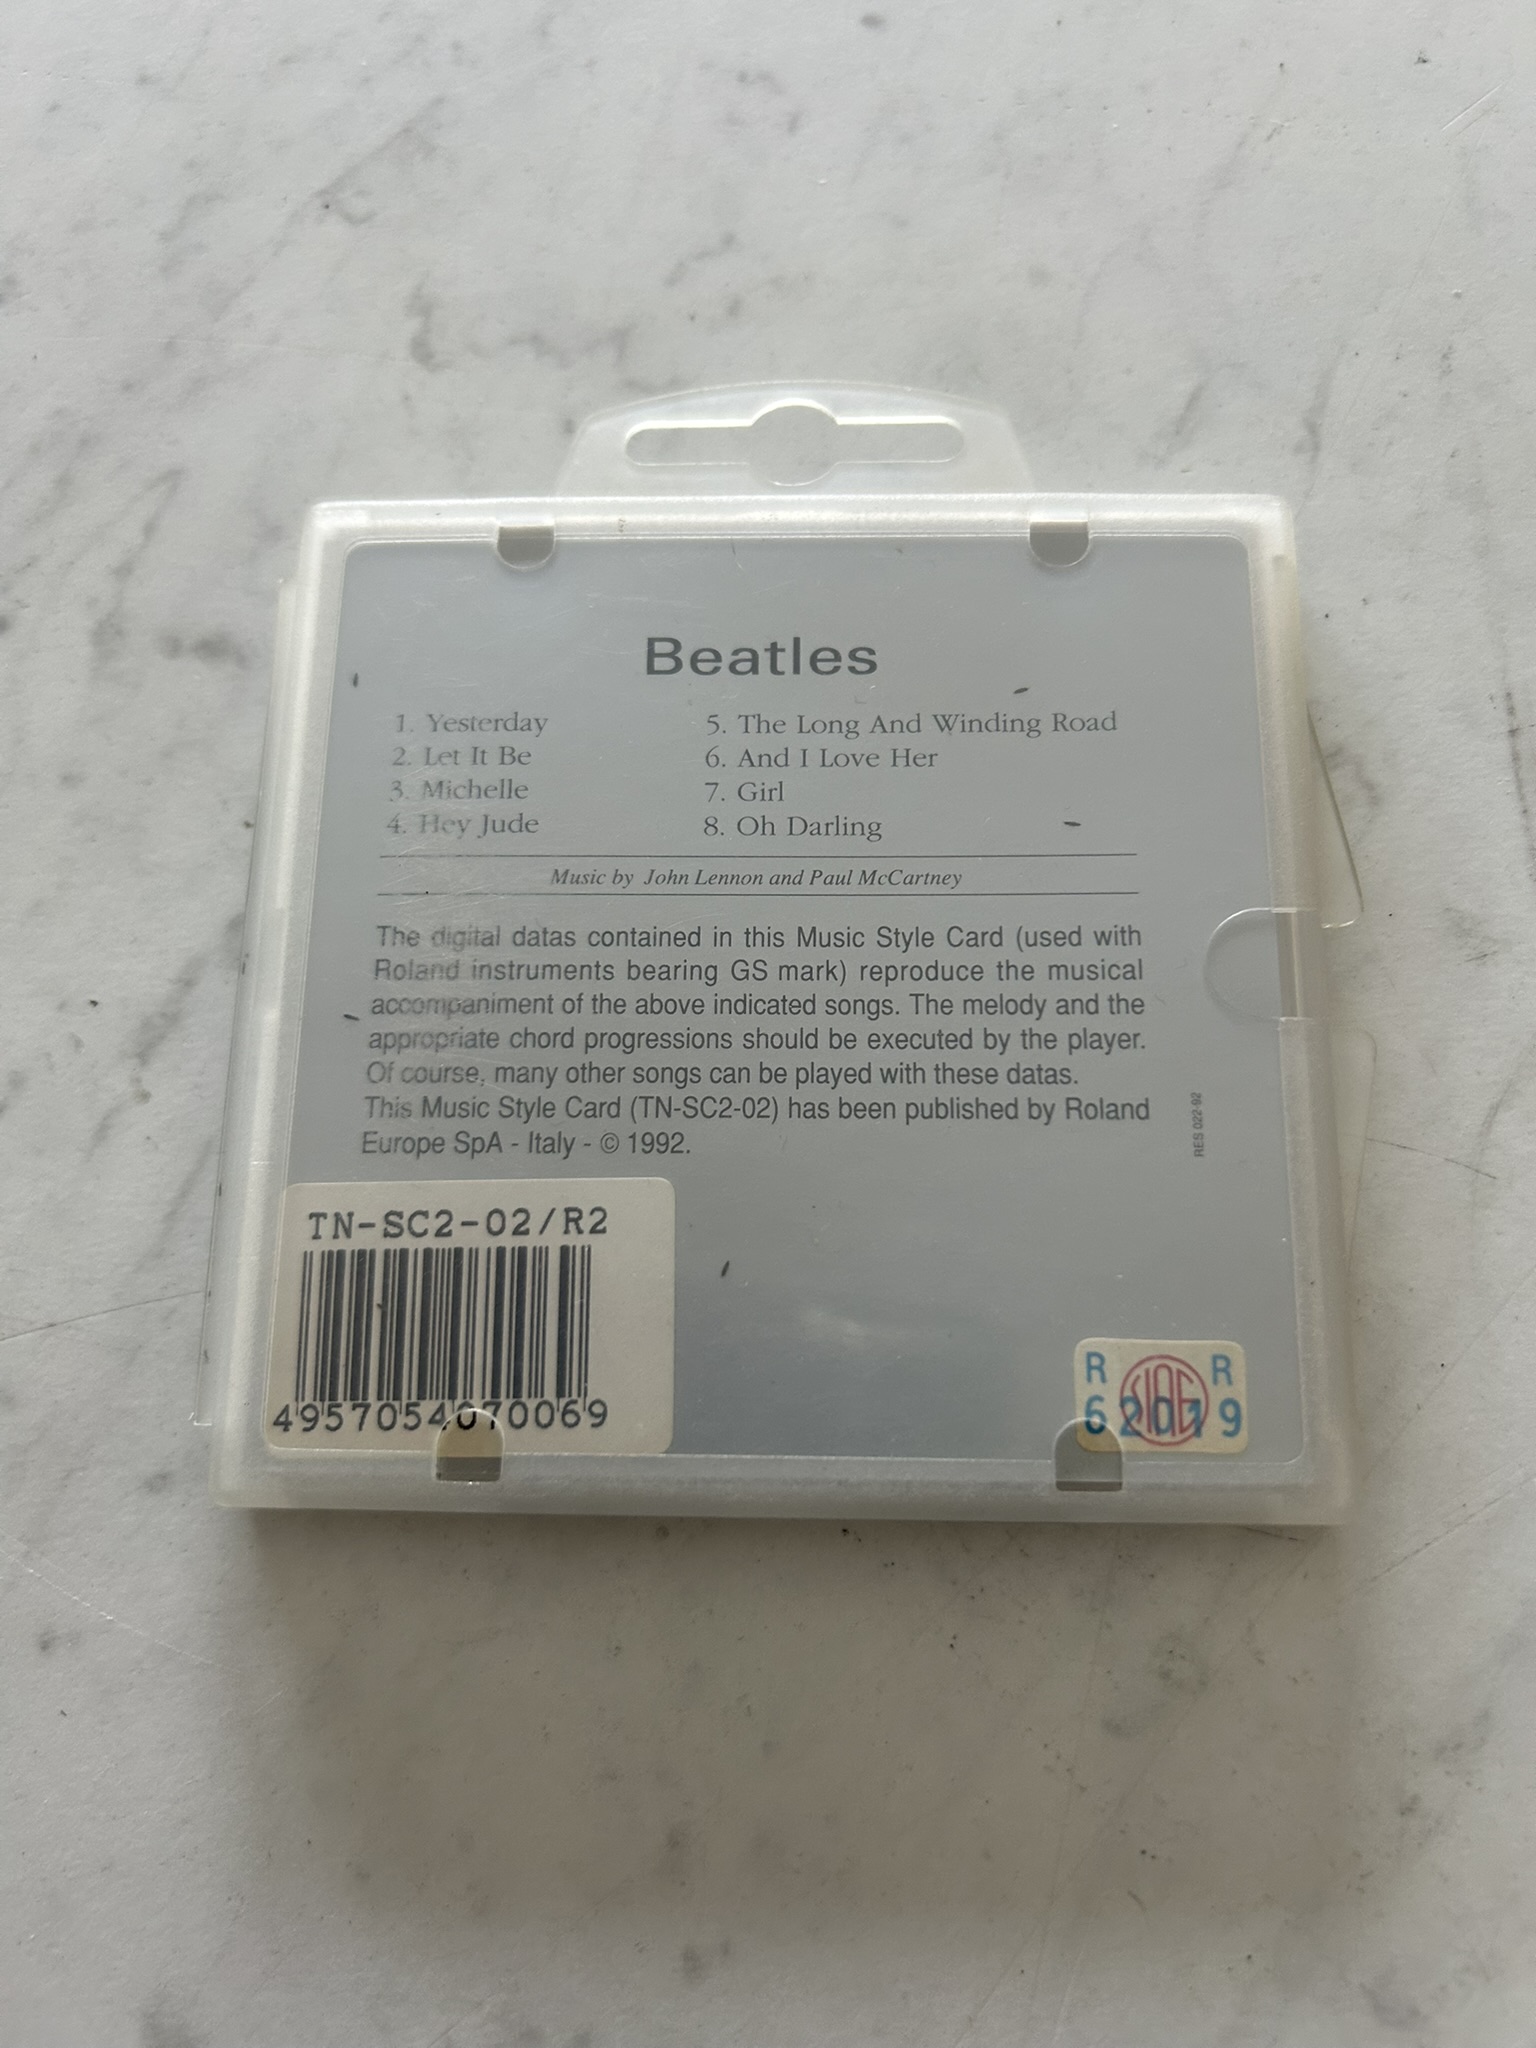 Beatles
1. Yesterday
2. Let It Be
3. Michelle
4. Hey Jude
5. The Long And Winding Road
6. And I Love Her
7. Girl
8. Oh Darling
Music by John Lennon and Paul McCartney
The digital datas contained in this Music Style Card (used with
Roland instruments bearing GS mark) reproduce the musical
accompaniment of the above indicated songs. The melody and the
appropriate chord progressions should be executed by the player.
Of course, many other songs can be played with these datas.
This Music Style Card (TN-SC2-02) has been published by Roland
Europe SpA - Italy - © 1992.
RES 022-92
TN-SC2-02/R2
4957054070069
R SIAE R
62019